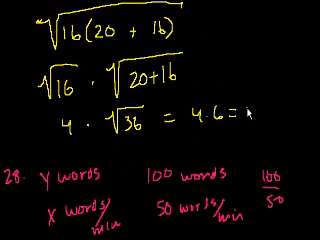 √16(20 + 16)
√16 · √20+16
4 · √36 = 4·6 =
28. Y words 100 words 100/50
X words/min 50 words/min